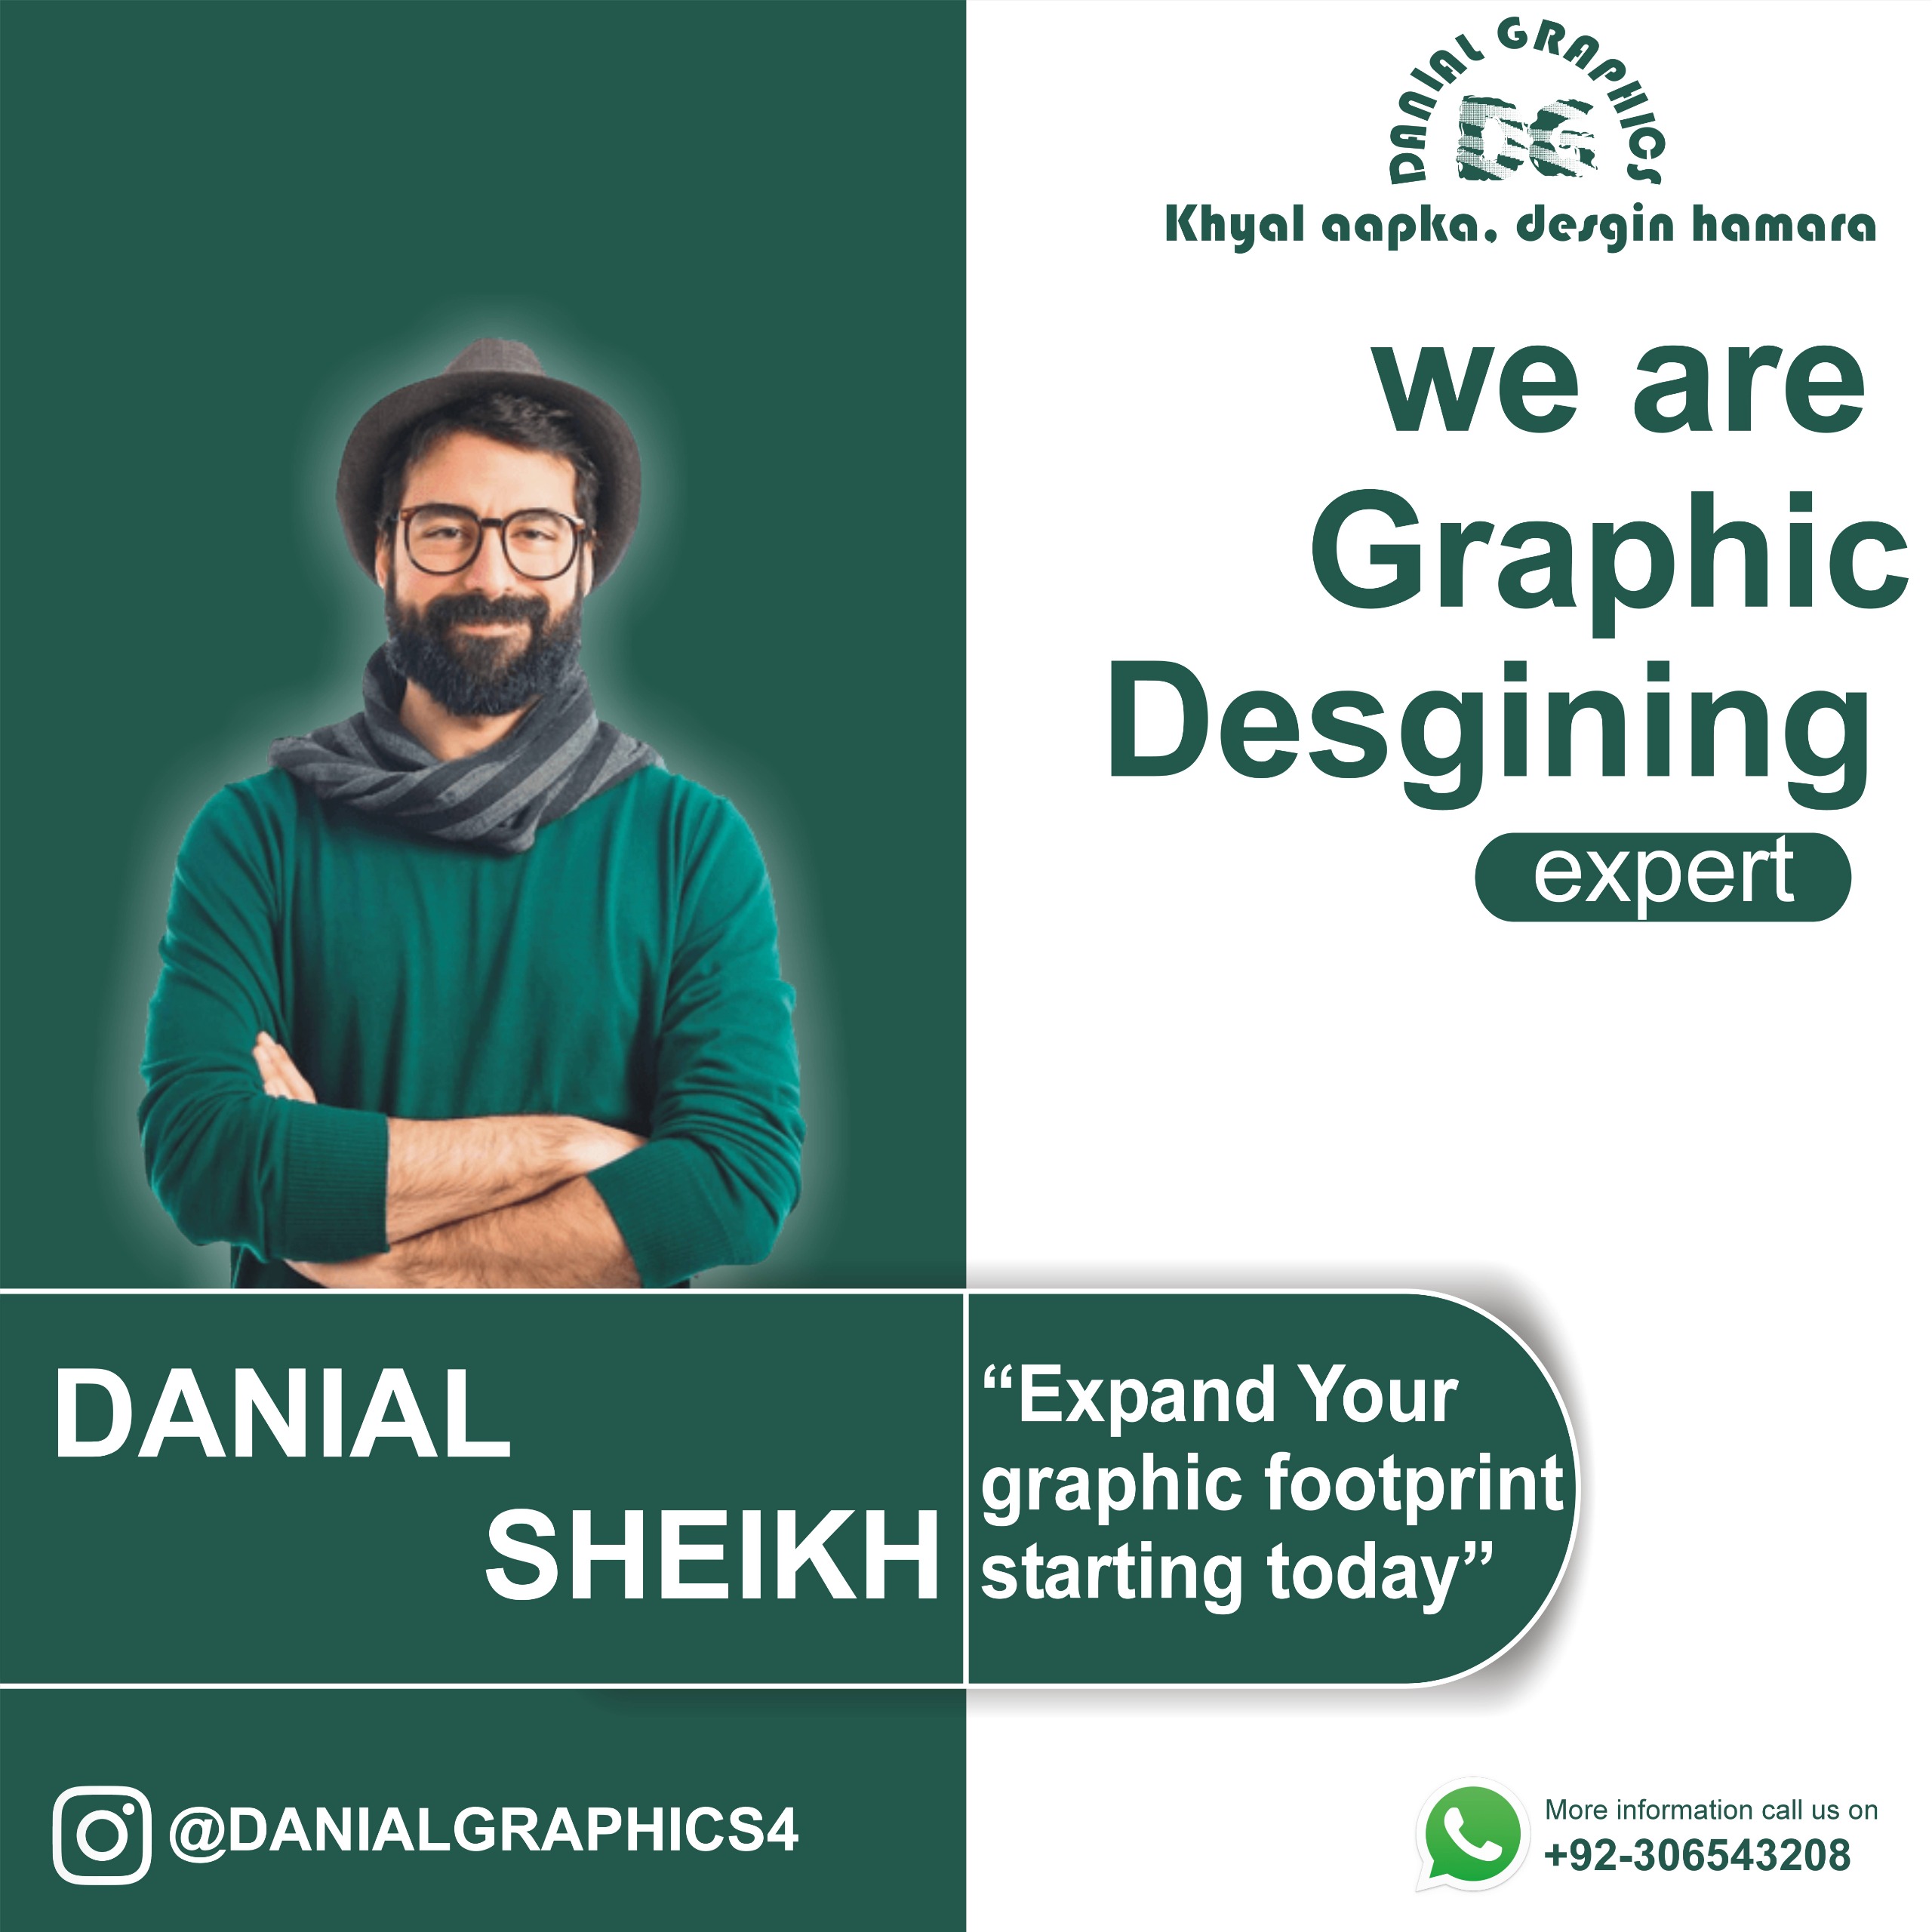 DANIAL GRAPHICS
DG
Khyal aapka, desgin hamara
we are
Graphic
Desgining
expert
DANIAL
SHEIKH
“Expand Your
graphic footprint
starting today”
@DANIALGRAPHICS4
More information call us on
+92-306543208